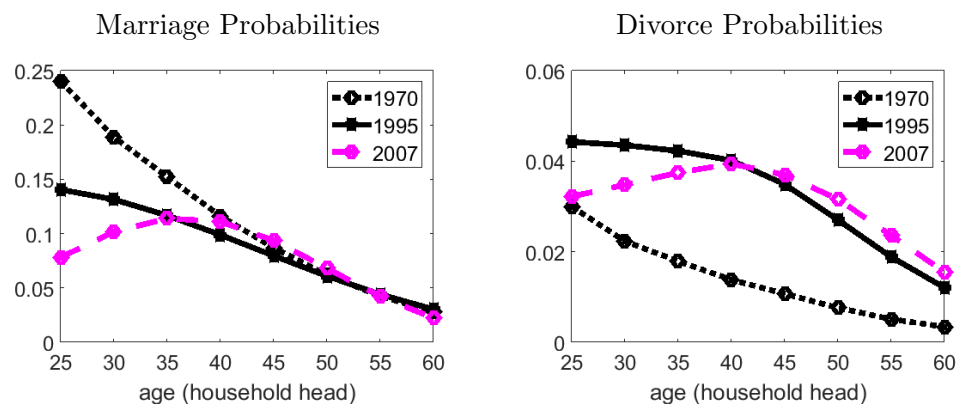 Marriage Probabilities
0.25
0.2
0.15
0.1
0.05
0
25 30 35 40 45 50 55 60
age (household head)
1970
1995
2007
Divorce Probabilities
0.06
0.04
0.02
0
25 30 35 40 45 50 55 60
age (household head)
1970
1995
2007